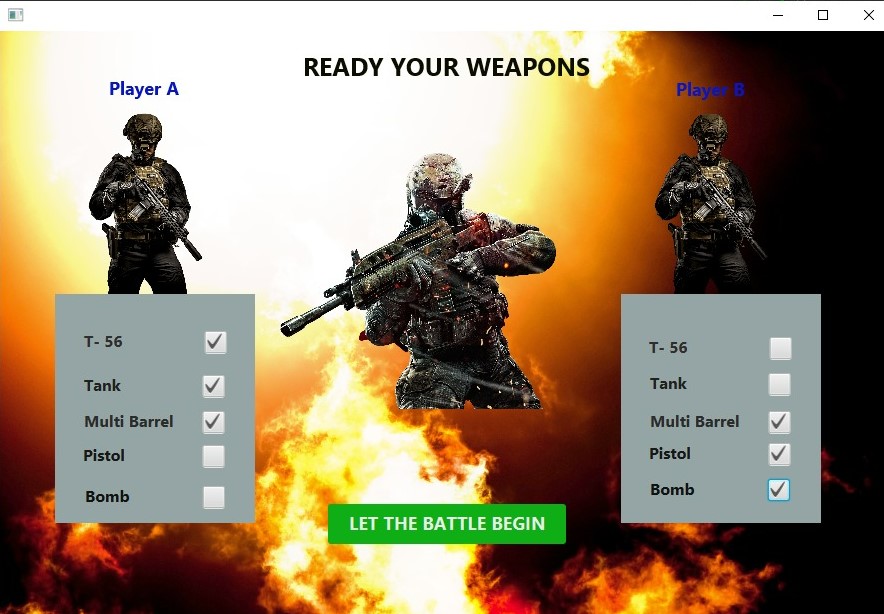 READY YOUR WEAPONS
Player A
Player B
T- 56
Tank
Multi Barrel
Pistol
Bomb
T- 56
Tank
Multi Barrel
Pistol
Bomb
LET THE BATTLE BEGIN